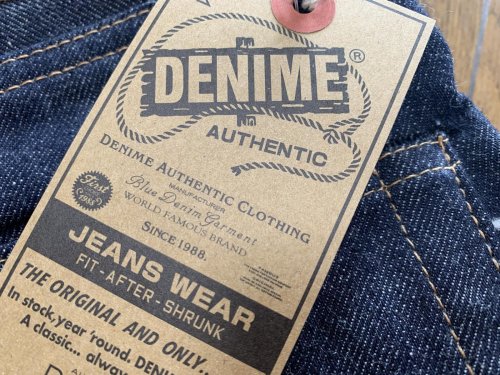 DENIME®
AUTHENTIC
DENIME AUTHENTIC CLOTHING
MANUFACTURER
Blue Denim Garment
WORLD FAMOUS BRAND
SINCE 1988.
First
CLASS
JEANS WEAR
FIT-AFTER-SHRUNK
THE ORIGINAL AND ONLY...
In stock, year 'round. DENI
A classic... alway